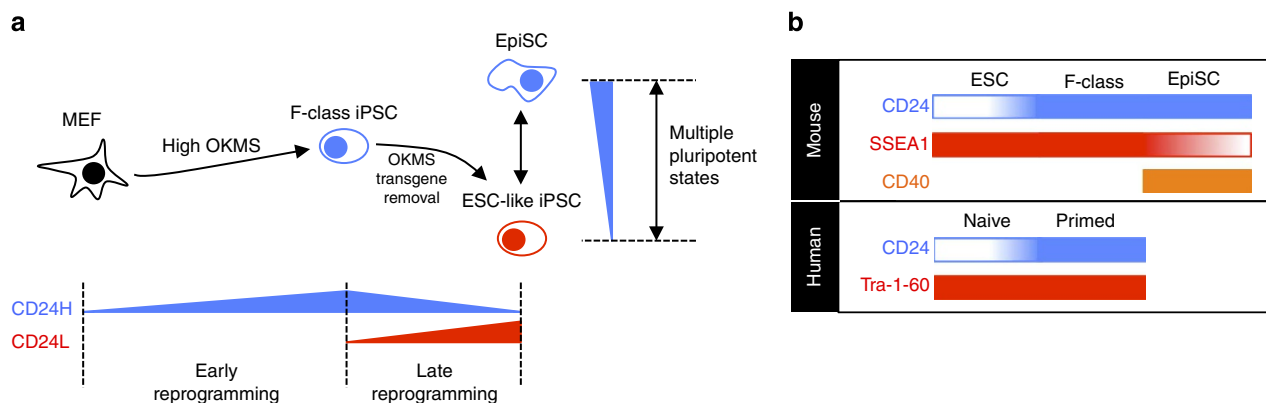 a
EpiSC
MEF
F-class iPSC
High OKMS
OKMS
transgene
removal
Multiple
pluripotent
states
ESC-like iPSC
CD24H
CD24L
Early
reprogramming
Late
reprogramming
b
Mouse
ESC F-class EpiSC
CD24
SSEA1
CD40
Human
Naive Primed
CD24
Tra-1-60